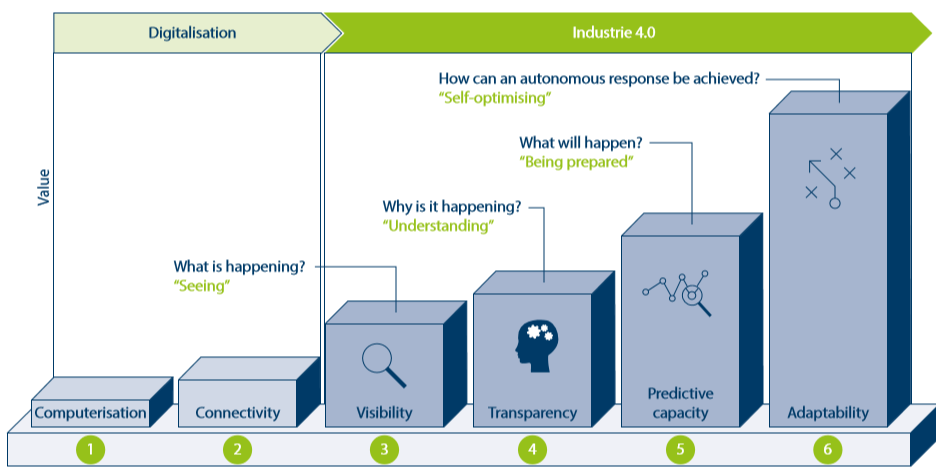 Digitalisation
Industrie 4.0
Value
How can an autonomous response be achieved?
“Self-optimising”
What will happen?
“Being prepared”
Why is it happening?
“Understanding”
What is happening?
“Seeing”
Computerisation
Connectivity
Visibility
Transparency
Predictive
capacity
Adaptability
1
2
3
4
5
6